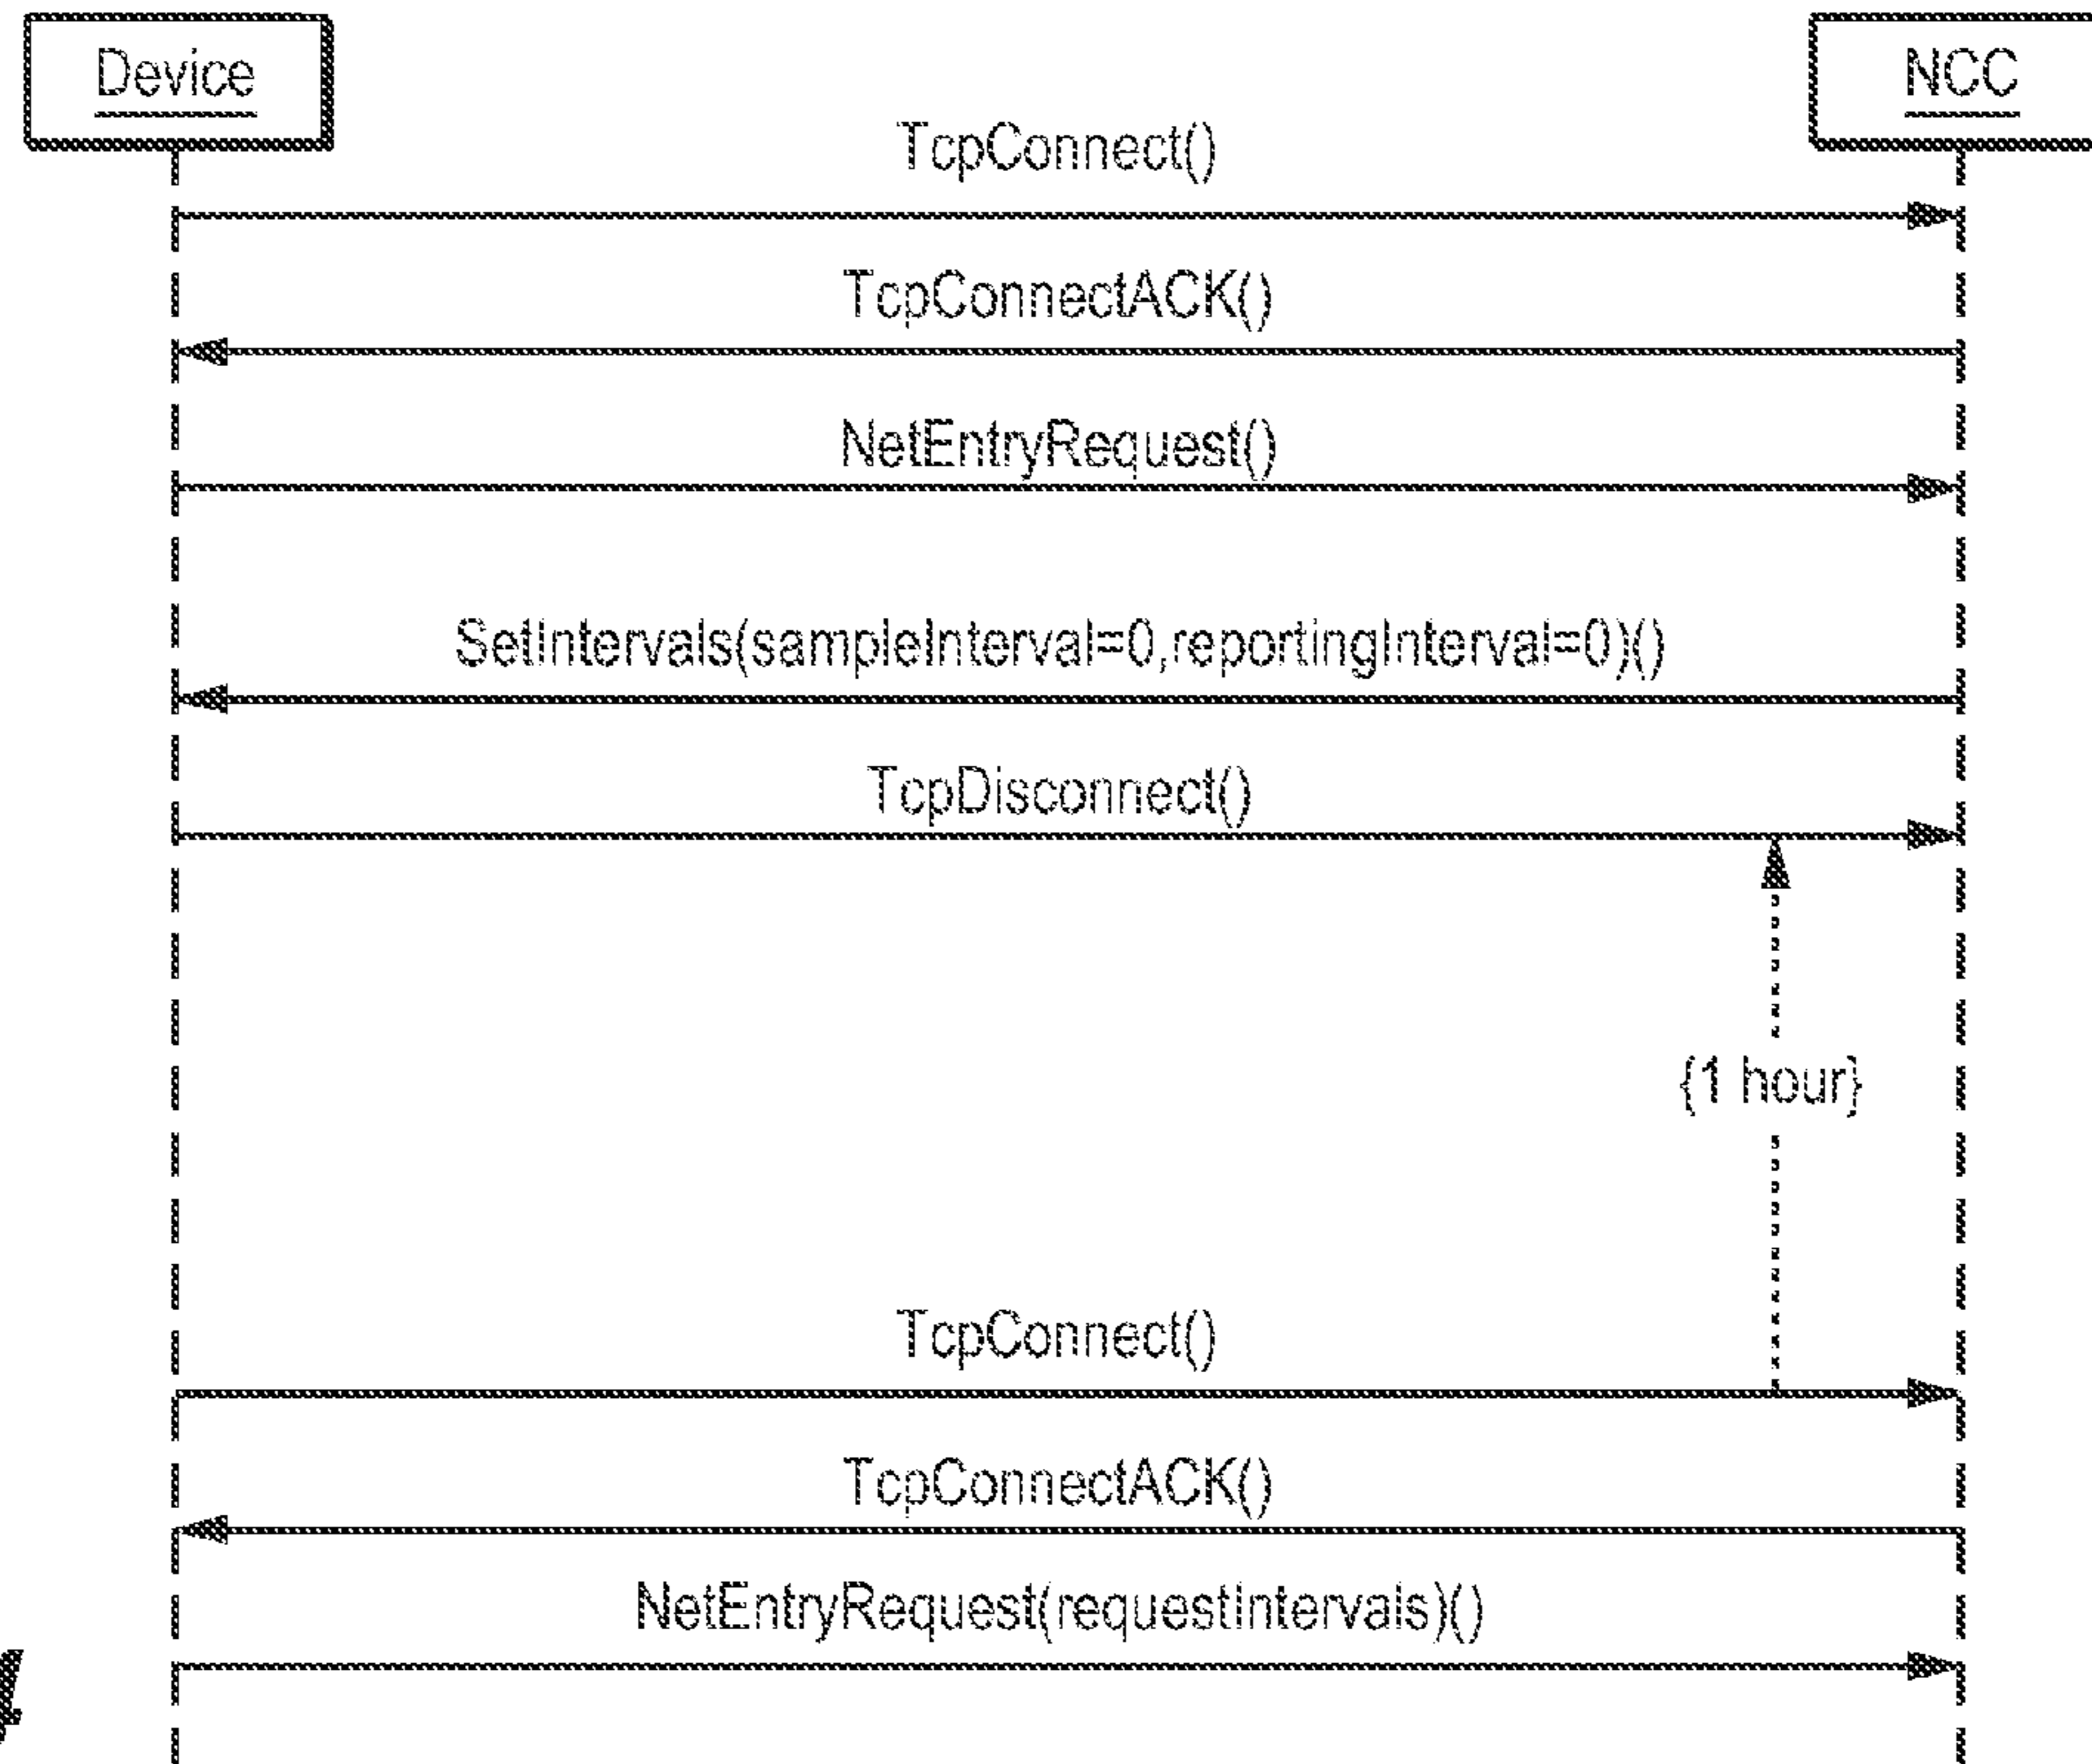 Device
NCC
TcpConnect()
TcpConnectACK()
NetEntryRequest()
SetIntervals(sampleInterval=0,reportingInterval=0)()
TcpDisconnect()
{1 hour}
TcpConnect()
TcpConnectACK()
NetEntryRequest(requestIntervals)()